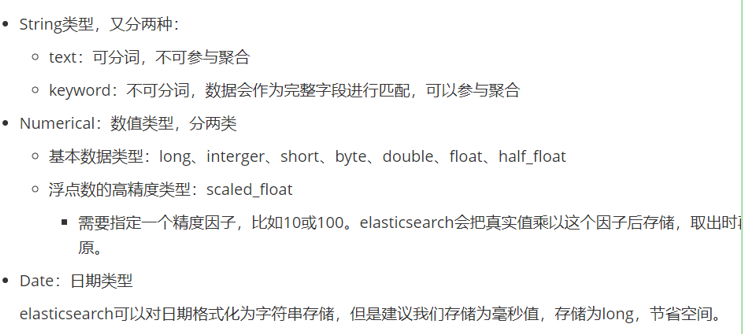 String类型，又分两种：
text：可分词，不可参与聚合
keyword：不可分词，数据会作为完整字段进行匹配，可以参与聚合
Numerical：数值类型，分两类
基本数据类型：long、interger、short、byte、double、float、half_float
浮点数的高精度类型：scaled_float
需要指定一个精度因子，比如10或100。elasticsearch会把真实值乘以这个因子后存储，取出时再
原。
Date：日期类型
elasticsearch可以对日期格式化为字符串存储，但是建议我们存储为毫秒值，存储为long，节省空间。